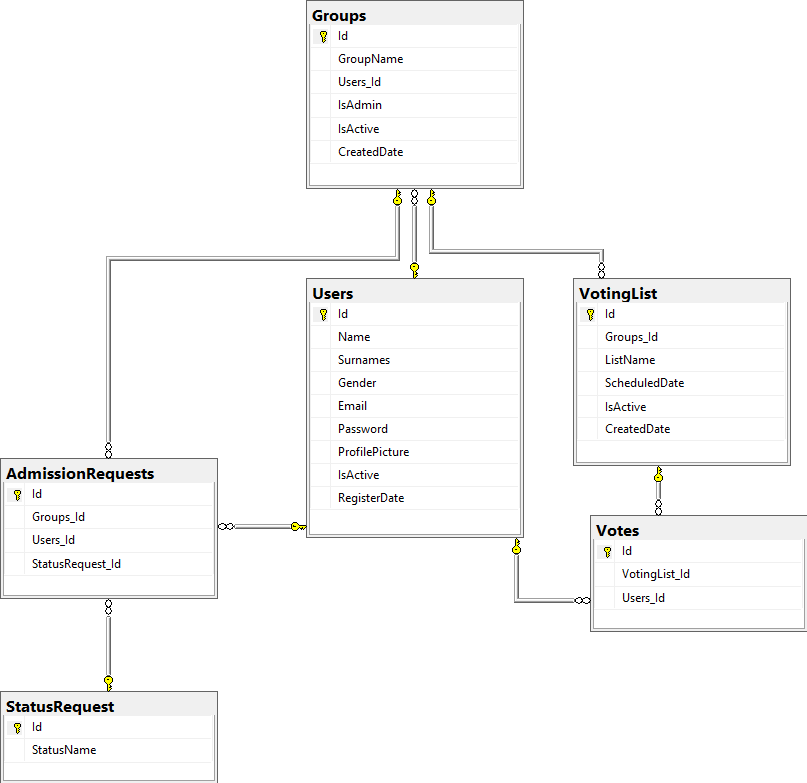 Groups
Id
GroupName
Users_Id
IsAdmin
IsActive
CreatedDate
Users
Id
Name
Surnames
Gender
Email
Password
ProfilePicture
IsActive
RegisterDate
VotingList
Id
Groups_Id
ListName
ScheduledDate
IsActive
CreatedDate
AdmissionRequests
Id
Groups_Id
Users_Id
StatusRequest_Id
Votes
Id
VotingList_Id
Users_Id
StatusRequest
Id
StatusName